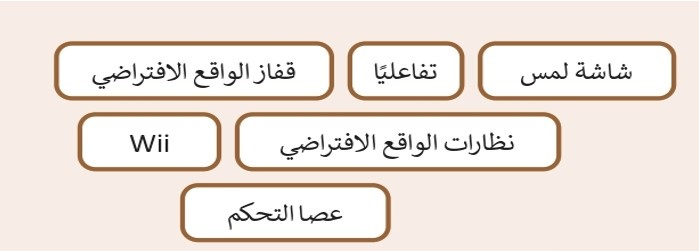 شاشة لمس
تفاعليًا
قفاز الواقع الافتراضي
نظارات الواقع الافتراضي
Wii
عصا التحكم